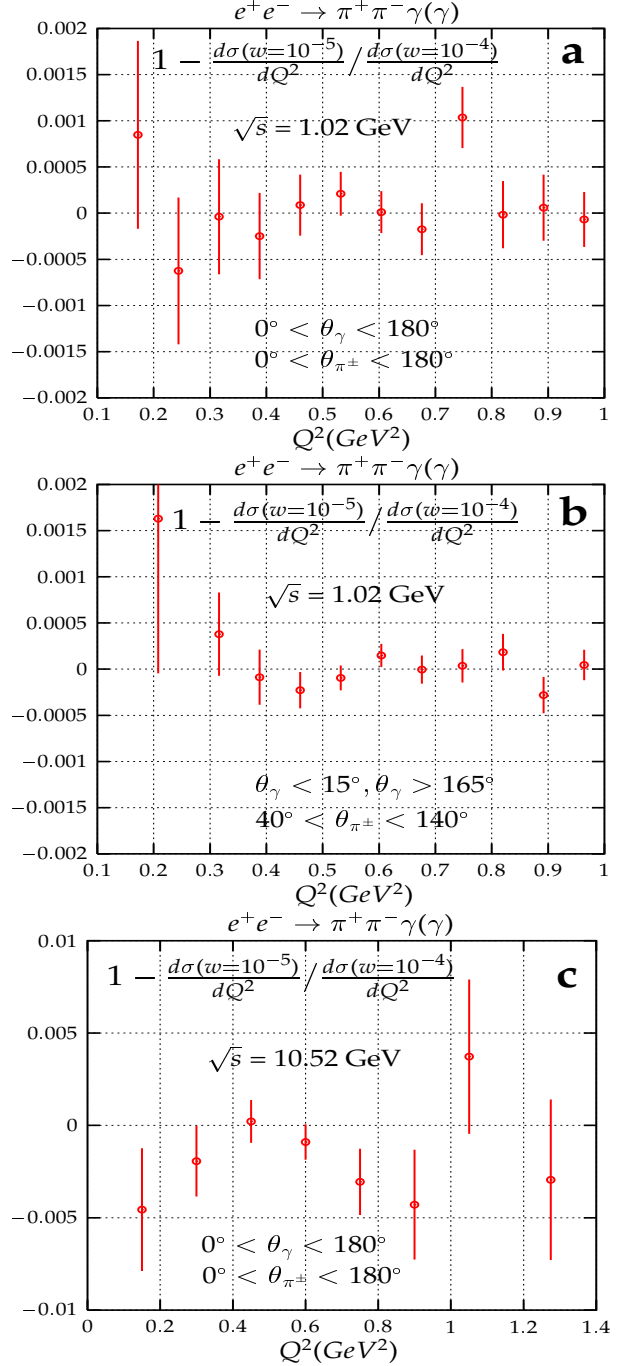 e⁺e⁻ → π⁺π⁻γ(γ)
0.002
1 − dσ(w=10⁻⁵)/dQ² / dσ(w=10⁻⁴)/dQ² a
0.0015
0.001
√s = 1.02 GeV
0.0005
0
−0.0005
−0.001
0° < θγ < 180°
−0.0015
0° < θπ± < 180°
−0.002
0.1 0.2 0.3 0.4 0.5 0.6 0.7 0.8 0.9 1
Q²(GeV²)
e⁺e⁻ → π⁺π⁻γ(γ)
0.002
1 − dσ(w=10⁻⁵)/dQ² / dσ(w=10⁻⁴)/dQ² b
0.0015
0.001
√s = 1.02 GeV
0.0005
0
−0.0005
−0.001
θγ < 15°, θγ > 165°
−0.0015
40° < θπ± < 140°
−0.002
0.1 0.2 0.3 0.4 0.5 0.6 0.7 0.8 0.9 1
Q²(GeV²)
e⁺e⁻ → π⁺π⁻γ(γ)
0.01
1 − dσ(w=10⁻⁵)/dQ² / dσ(w=10⁻⁴)/dQ² c
0.005
√s = 10.52 GeV
0
−0.005
0° < θγ < 180°
0° < θπ± < 180°
−0.01
0 0.2 0.4 0.6 0.8 1 1.2 1.4
Q²(GeV²)